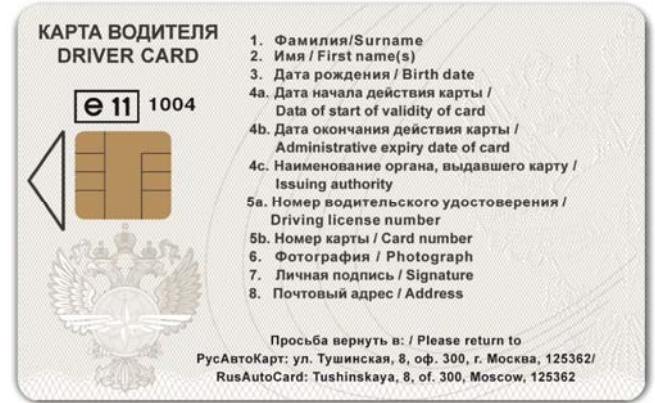 КАРТА ВОДИТЕЛЯ
DRIVER CARD
e 11 1004
1. Фамилия/Surname
2. Имя / First name(s)
3. Дата рождения / Birth date
4a. Дата начала действия карты /
Data of start of validity of card
4b. Дата окончания действия карты /
Administrative expiry date of card
4c. Наименование органа, выдавшего карту /
Issuing authority
5a. Номер водительского удостоверения /
Driving license number
5b. Номер карты / Card number
6. Фотография / Photograph
7. Личная подпись / Signature
8. Почтовый адрес / Address
Просьба вернуть в: / Please return to
РусАвтоКарт: ул. Тушинская, 8, оф. 300, г. Москва, 125362/
RusAutoCard: Tushinskaya, 8, of. 300, Moscow, 125362